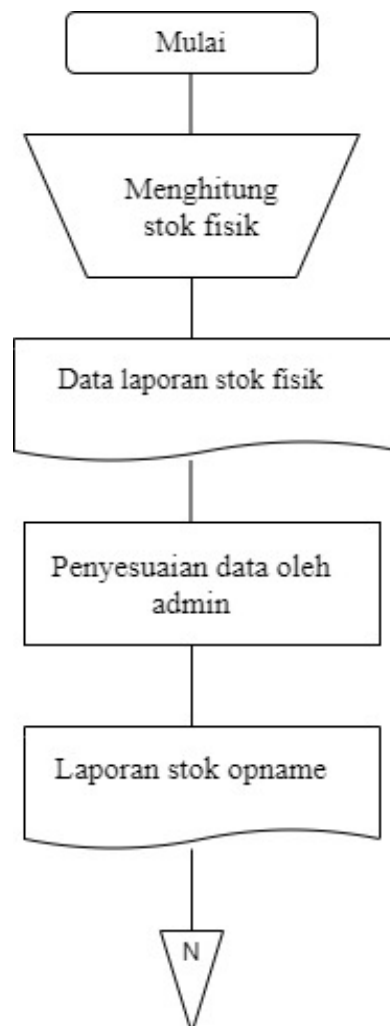 Mulai
Menghitung
stok fisik
Data laporan stok fisik
Penyesuaian data oleh
admin
Laporan stok opname
N